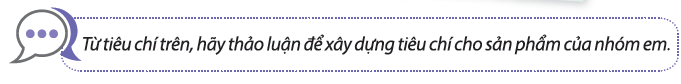 Từ tiêu chí trên, hãy thảo luận để xây dựng tiêu chí cho sản phẩm của nhóm em.